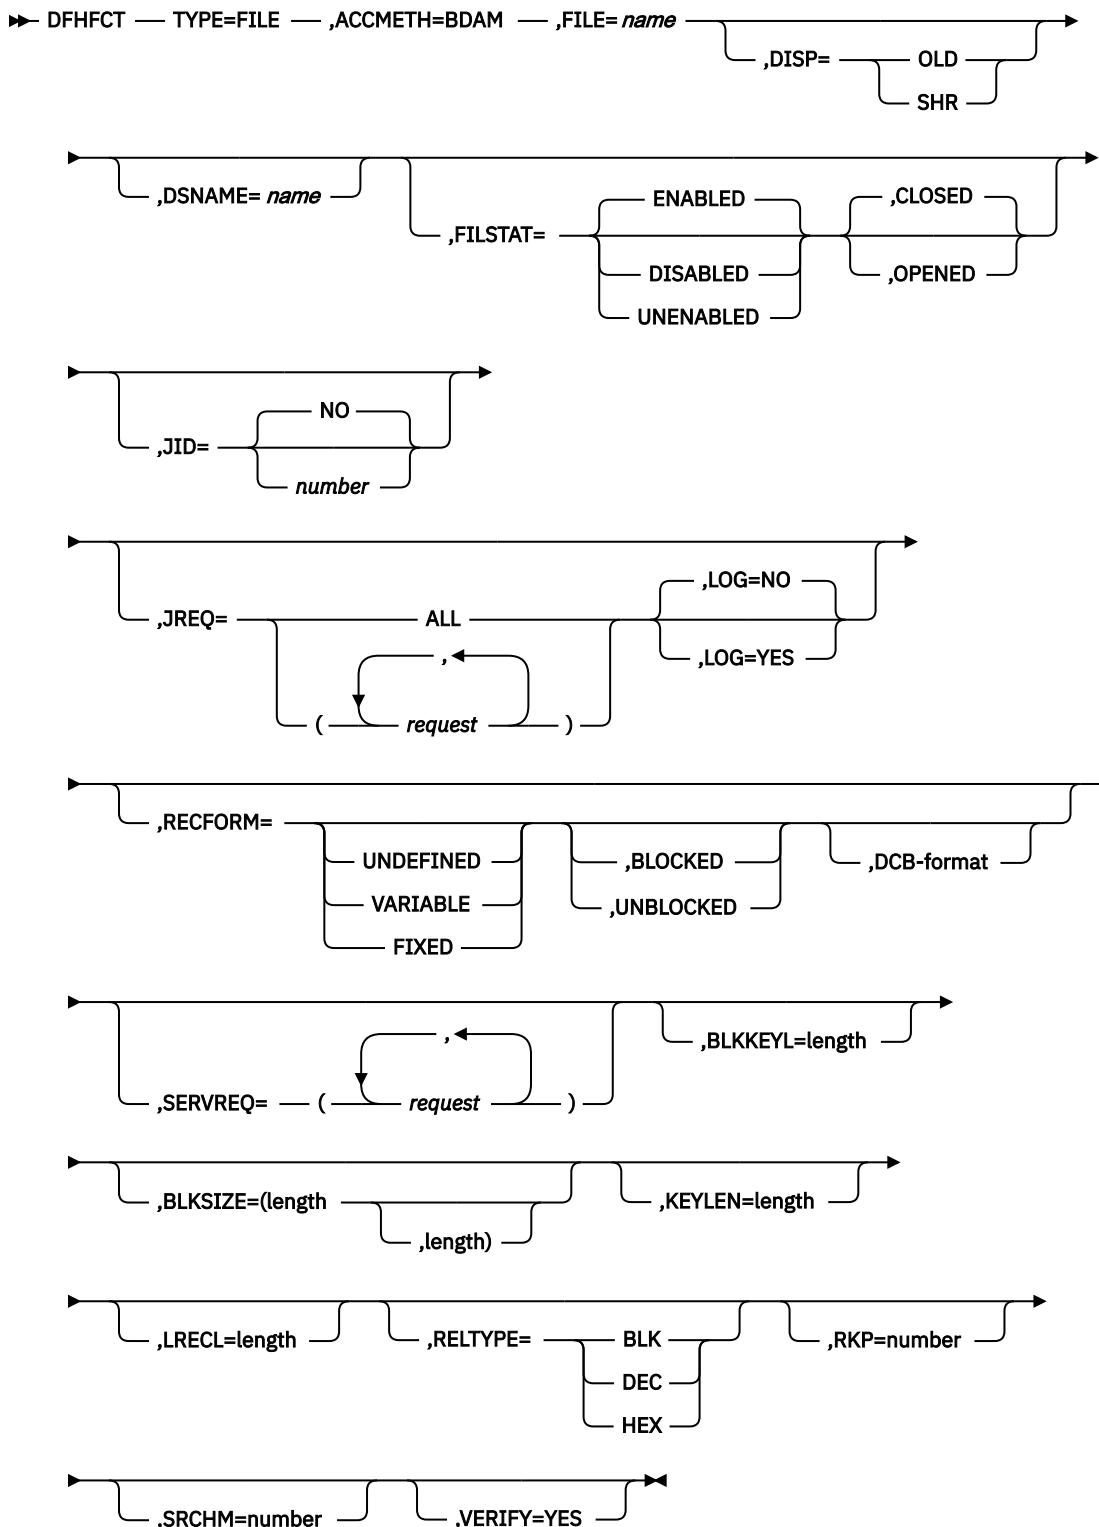 DFHFCT TYPE=FILE ,ACCMETH=BDAM ,FILE= name
,DISP= OLD
SHR
,DSNAME= name
ENABLED ,CLOSED
,FILSTAT=
DISABLED ,OPENED
UNENABLED
NO
,JID=
number
,LOG=NO
,JREQ= ALL
,LOG=YES
,
( request )
,RECFORM=
UNDEFINED ,BLOCKED ,DCB-format
VARIABLE ,UNBLOCKED
FIXED
,
,BLKKEYL=length
,SERVREQ= ( request )
,BLKSIZE=(length ,KEYLEN=length
,length)
,LRECL=length ,RELTYPE= BLK ,RKP=number
DEC
HEX
,SRCHM=number ,VERIFY=YES